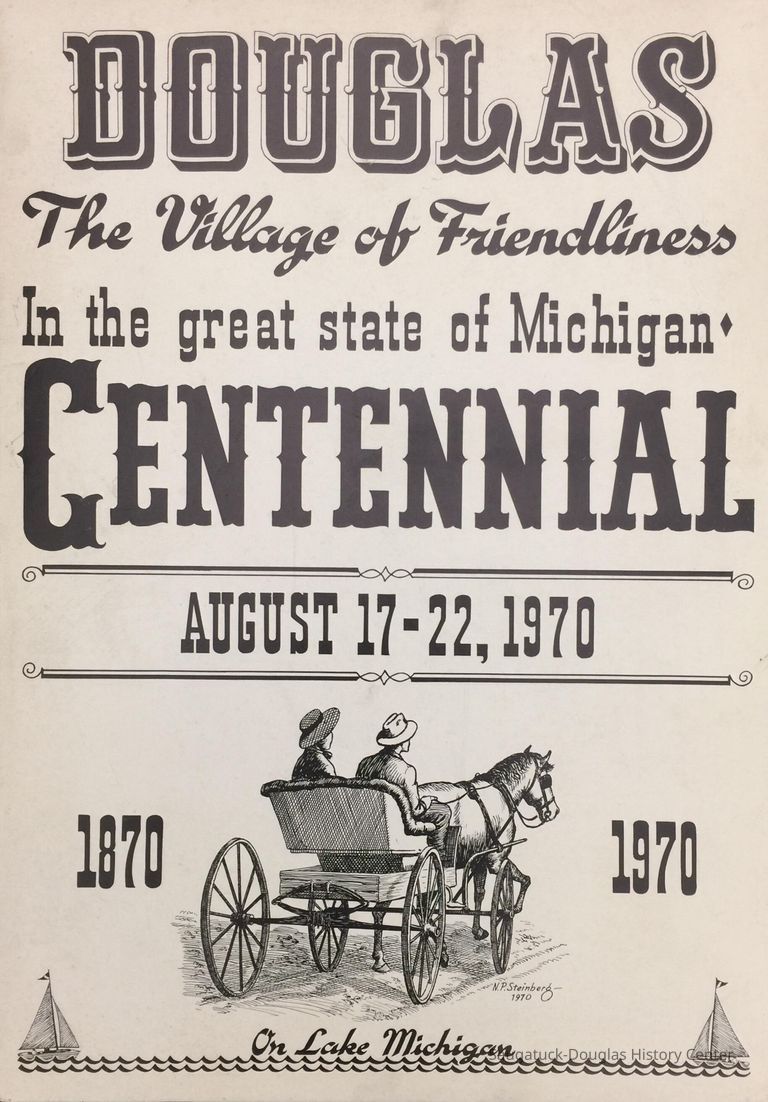 DOUGLAS
The Village of Friendliness
In the great state of Michigan♦
CENTENNIAL
AUGUST 17-22, 1970
1870
1970
N.P. Steinberg
1970
On Lake Michigan
Saugatuck-Douglas History Center